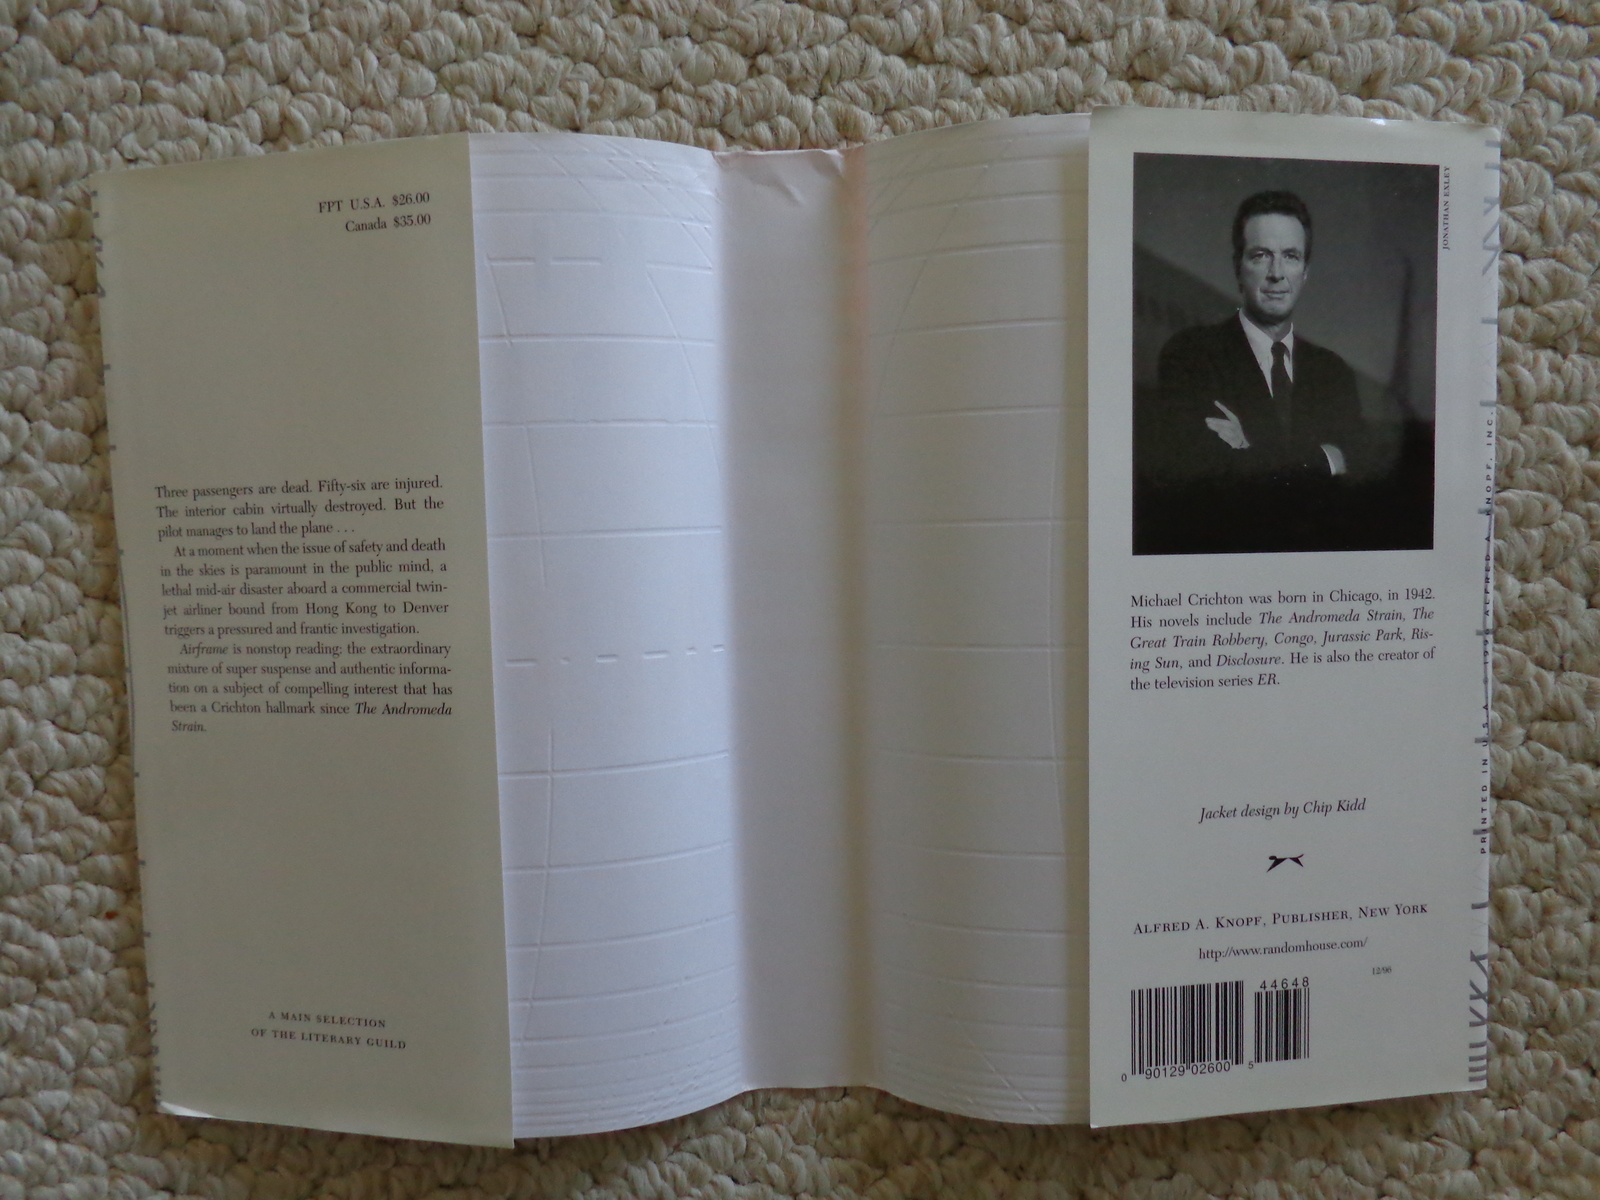 FPT U.S.A. $26.00
Canada $35.00
Three passengers are dead. Fifty-six are injured.
The interior cabin virtually destroyed. But the
pilot manages to land the plane . . .
At a moment when the issue of safety and death
in the skies is paramount in the public mind, a
lethal mid-air disaster aboard a commercial twin-
jet airliner bound from Hong Kong to Denver
triggers a pressured and frantic investigation.
Airframe is nonstop reading: the extraordinary
mixture of super suspense and authentic informa-
tion on a subject of compelling interest that has
been a Crichton hallmark since The Andromeda
Strain.
A MAIN SELECTION
OF THE LITERARY GUILD
JONATHAN EXLEY
Michael Crichton was born in Chicago, in 1942.
His novels include The Andromeda Strain, The
Great Train Robbery, Congo, Jurassic Park, Ris-
ing Sun, and Disclosure. He is also the creator of
the television series ER.
Jacket design by Chip Kidd
ALFRED A. KNOPF, PUBLISHER, NEW YORK
http://www.randomhouse.com/
12/96
44648
0 90129 02600 5
PRINTED IN U.S.A. © 1996 ALFRED A. KNOPF, INC.